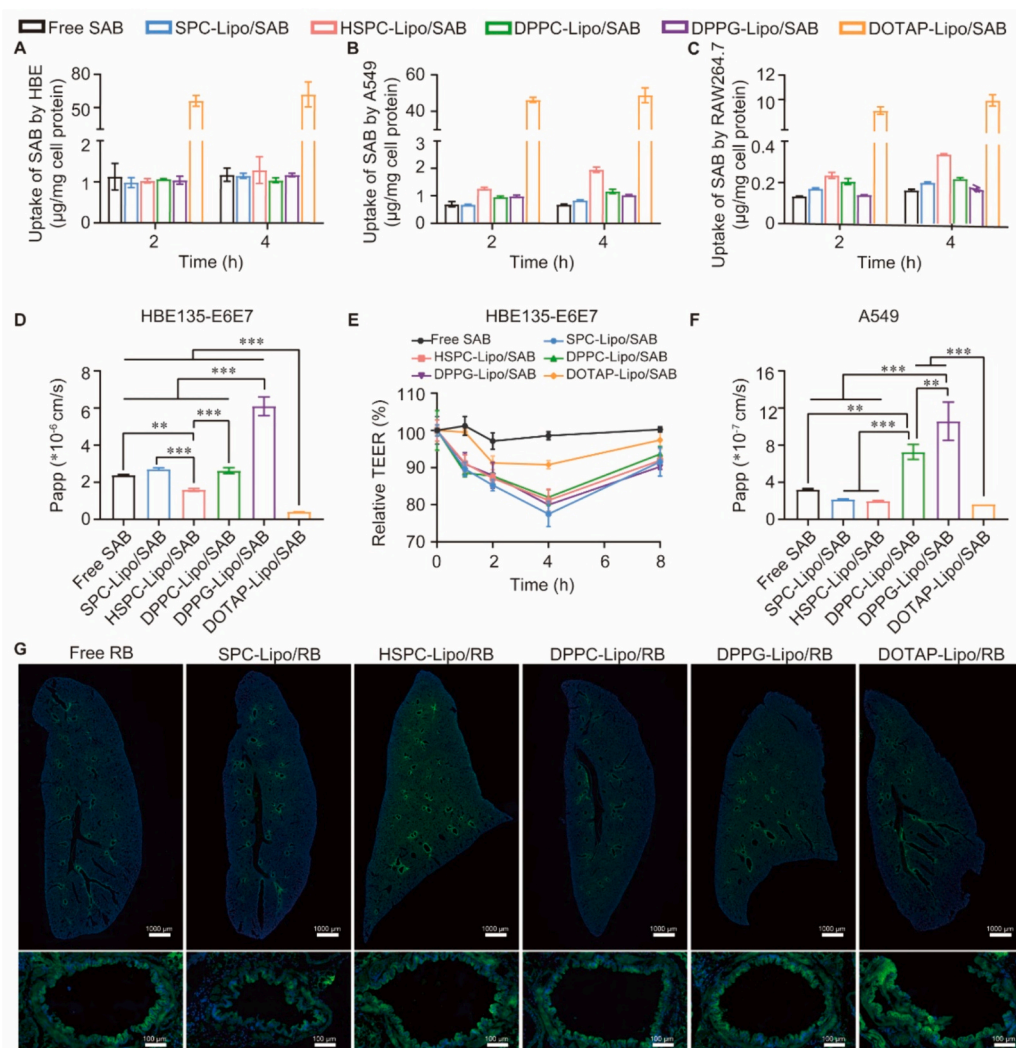 Free SAB SPC-Lipo/SAB HSPC-Lipo/SAB DPPC-Lipo/SAB DPPG-Lipo/SAB DOTAP-Lipo/SAB
A
Uptake of SAB by HBE
(μg/mg cell protein)
80
50
2
1
0
2 4
Time (h)
B
Uptake of SAB by A549
(μg/mg cell protein)
60
40
3
2
1
0
2 4
Time (h)
C
Uptake of SAB by RAW264.7
(μg/mg cell protein)
12
10
0.4
0.2
0
2 4
Time (h)
D
HBE135-E6E7
Papp (*10-6 cm/s)
8
6
4
2
0
***
***
** ***
***
Free SAB
SPC-Lipo/SAB
HSPC-Lipo/SAB
DPPC-Lipo/SAB
DPPG-Lipo/SAB
DOTAP-Lipo/SAB
E
HBE135-E6E7
Free SAB SPC-Lipo/SAB
HSPC-Lipo/SAB DPPC-Lipo/SAB
DPPG-Lipo/SAB DOTAP-Lipo/SAB
Relative TEER (%)
110
100
90
80
70
0 2 4 6 8
Time (h)
F
A549
Papp (*10-7 cm/s)
16
12
8
4
0
***
***
** **
***
Free SAB
SPC-Lipo/SAB
HSPC-Lipo/SAB
DPPC-Lipo/SAB
DPPG-Lipo/SAB
DOTAP-Lipo/SAB
G
Free RB SPC-Lipo/RB HSPC-Lipo/RB DPPC-Lipo/RB DPPG-Lipo/RB DOTAP-Lipo/RB
1000 μm 1000 μm 1000 μm 1000 μm 1000 μm 1000 μm
100 μm 100 μm 100 μm 100 μm 100 μm 100 μm